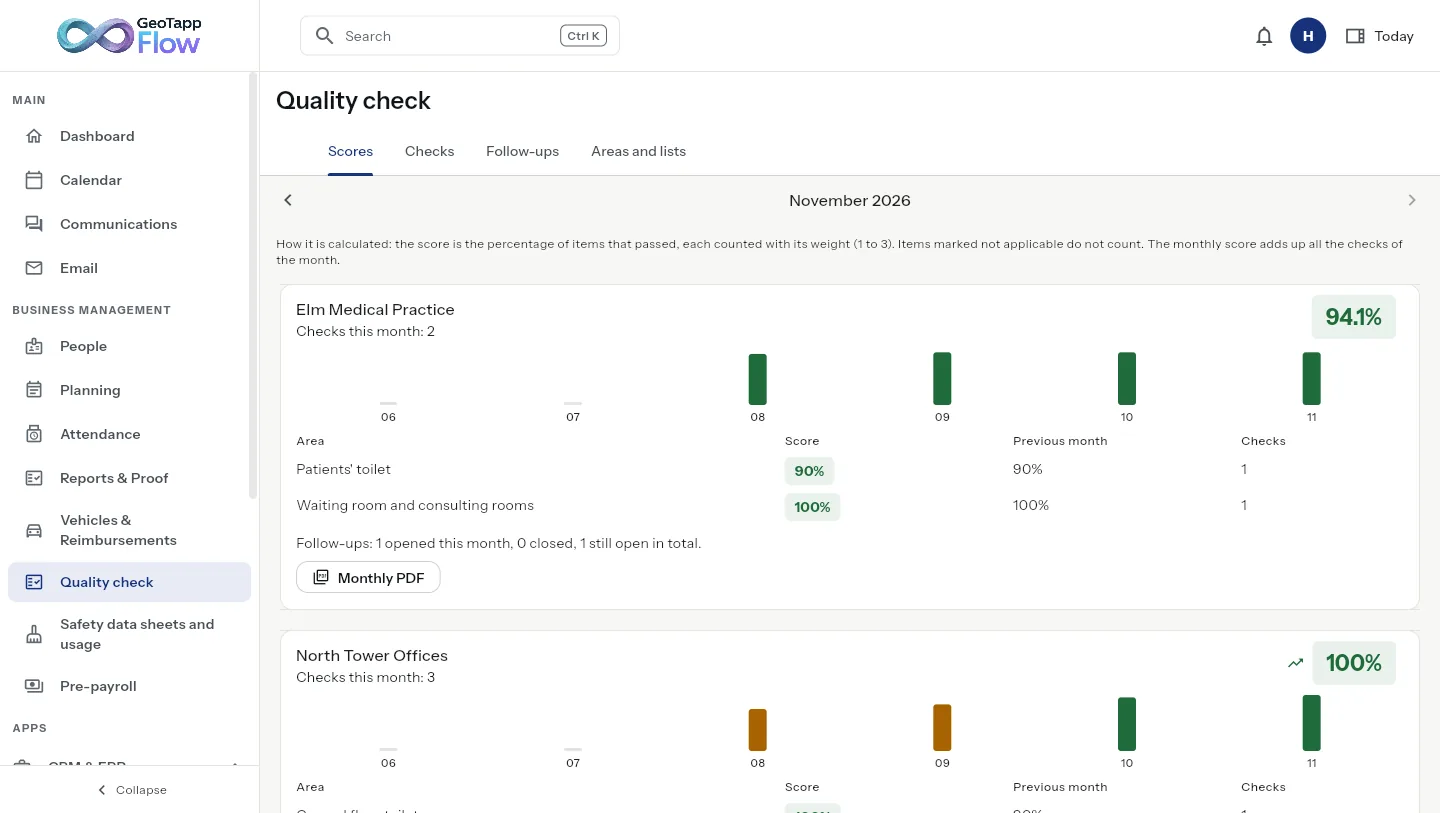 GeoTapp
Flow
Search
Ctrl K
H
Today
MAIN
Dashboard
Calendar
Communications
Email
BUSINESS MANAGEMENT
People
Planning
Attendance
Reports & Proof
Vehicles &
Reimbursements
Quality check
Safety data sheets and
usage
Pre-payroll
APPS
CRM & ERP
Collapse
Quality check
Scores
Checks
Follow-ups
Areas and lists
November 2026
How it is calculated: the score is the percentage of items that passed, each counted with its weight (1 to 3). Items marked not applicable do not count. The monthly score adds up all the checks of
the month.
Elm Medical Practice
94.1%
Checks this month: 2
06 07 08 09 10 11
Area Score Previous month Checks
Patients' toilet 90% 90% 1
Waiting room and consulting rooms 100% 100% 1
Follow-ups: 1 opened this month, 0 closed, 1 still open in total.
PDF
Monthly PDF
North Tower Offices
100%
Checks this month: 3
06 07 08 09 10 11
Area Score Previous month Checks